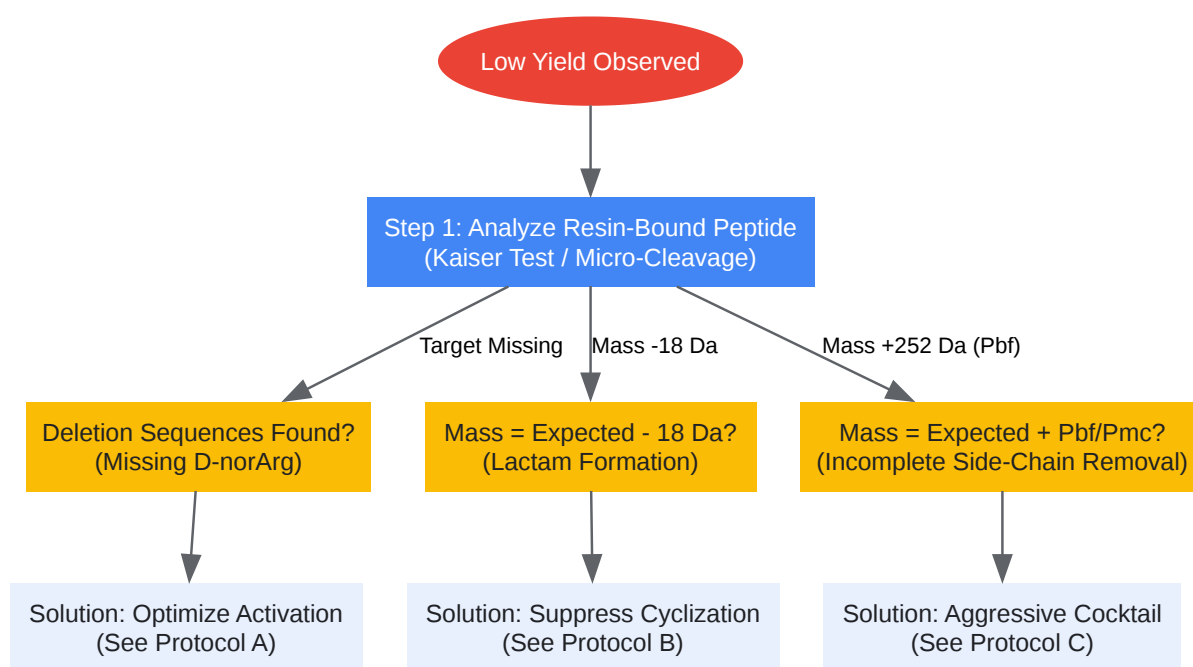 Low Yield Observed
Step 1: Analyze Resin-Bound Peptide
(Kaiser Test / Micro-Cleavage)
Target Missing
Mass -18 Da
Mass +252 Da (Pbf)
Deletion Sequences Found?
(Missing D-norArg)
Mass = Expected - 18 Da?
(Lactam Formation)
Mass = Expected + Pbf/Pmc?
(Incomplete Side-Chain Removal)
Solution: Optimize Activation
(See Protocol A)
Solution: Suppress Cyclization
(See Protocol B)
Solution: Aggressive Cocktail
(See Protocol C)